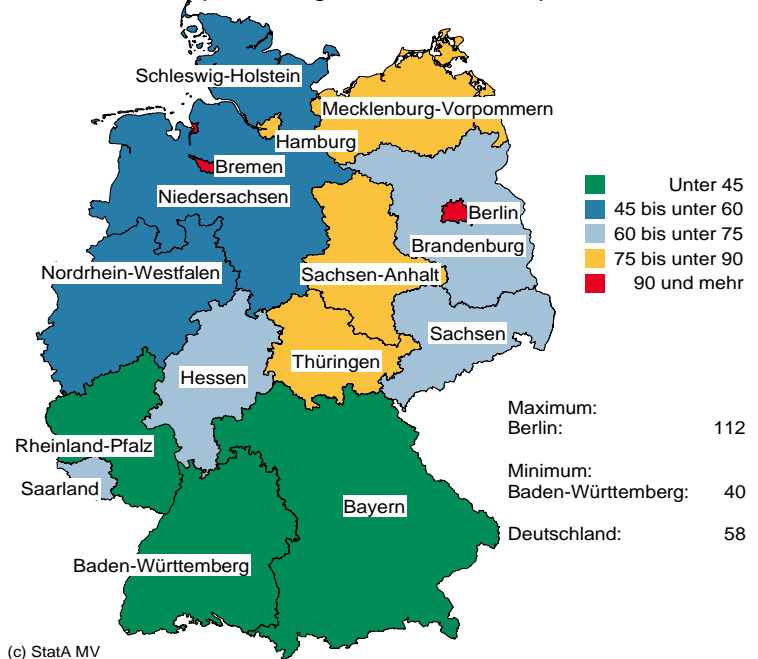 Schleswig-Holstein
Mecklenburg-Vorpommern
Hamburg
Bremen
Niedersachsen
Berlin
Brandenburg
Nordrhein-Westfalen
Sachsen-Anhalt
Sachsen
Thüringen
Hessen
Rheinland-Pfalz
Saarland
Bayern
Baden-Württemberg
Unter 45
45 bis unter 60
60 bis unter 75
75 bis unter 90
90 und mehr
Maximum:
Berlin: 112
Minimum:
Baden-Württemberg: 40
Deutschland: 58
(c) StatA MV